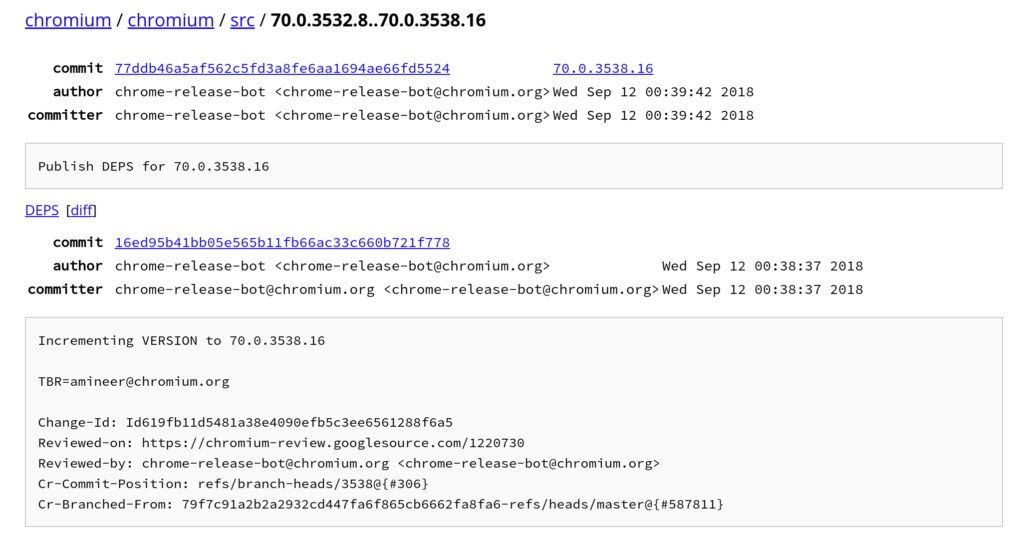 chromium / chromium / src / 70.0.3532.8..70.0.3538.16
commit 77ddb46a5af562c5fd3a8fe6aa1694ae66fd5524 70.0.3538.16
author chrome-release-bot <chrome-release-bot@chromium.org> Wed Sep 12 00:39:42 2018
committer chrome-release-bot <chrome-release-bot@chromium.org> Wed Sep 12 00:39:42 2018
Publish DEPS for 70.0.3538.16
DEPS [diff]
commit 16ed95b41bb05e565b11fb66ac33c660b721f778
author chrome-release-bot <chrome-release-bot@chromium.org> Wed Sep 12 00:38:37 2018
committer chrome-release-bot@chromium.org <chrome-release-bot@chromium.org> Wed Sep 12 00:38:37 2018
Incrementing VERSION to 70.0.3538.16
TBR=amineer@chromium.org
Change-Id: Id619fb11d5481a38e4090efb5c3ee6561288f6a5
Reviewed-on: https://chromium-review.googlesource.com/1220730
Reviewed-by: chrome-release-bot@chromium.org <chrome-release-bot@chromium.org>
Cr-Commit-Position: refs/branch-heads/3538@{#306}
Cr-Branched-From: 79f7c91a2b2a2932cd447fa6f865cb6662fa8fa6-refs/heads/master@{#587811}